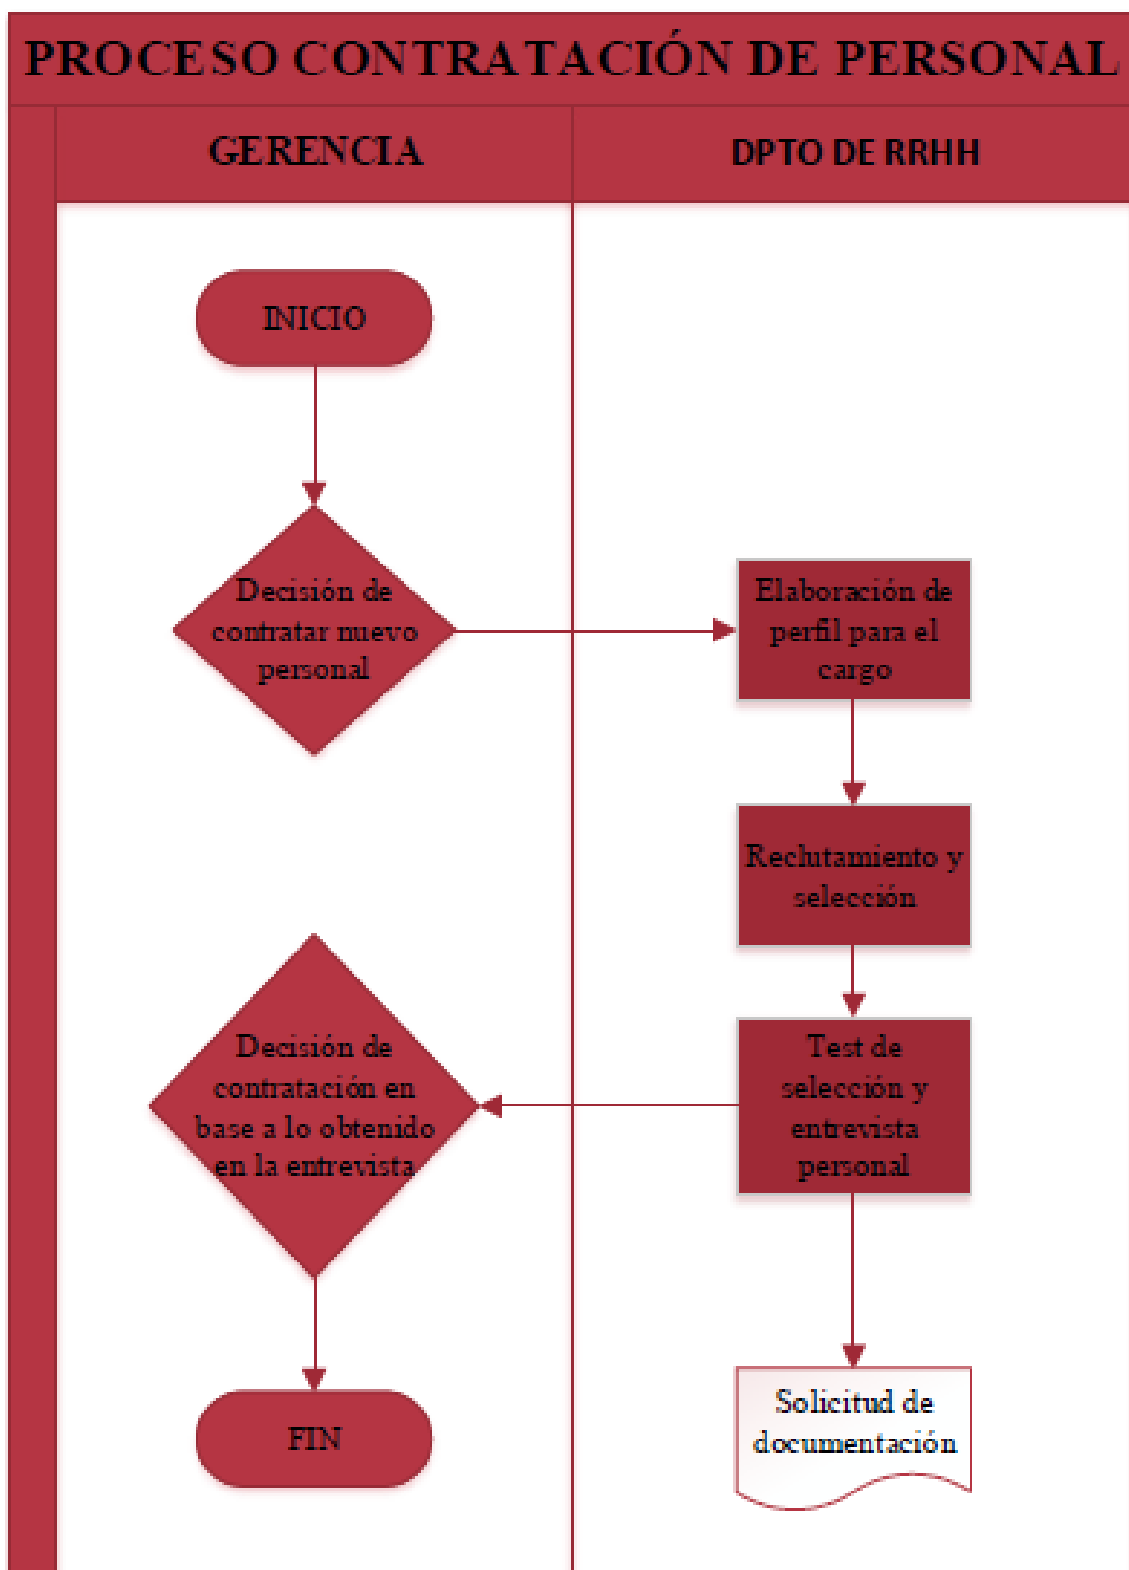 PROCESO CONTRATACIÓN DE PERSONAL
GERENCIA
DPTO DE RRHH
INICIO
Decisión de
contratar nuevo
personal
Elaboración de
perfil para el
cargo
Reclutamiento y
selección
Decisión de
contratación en
base a lo obtenido
en la entrevista
Test de
selección y
entrevista
personal
FIN
Solicitud de
documentación